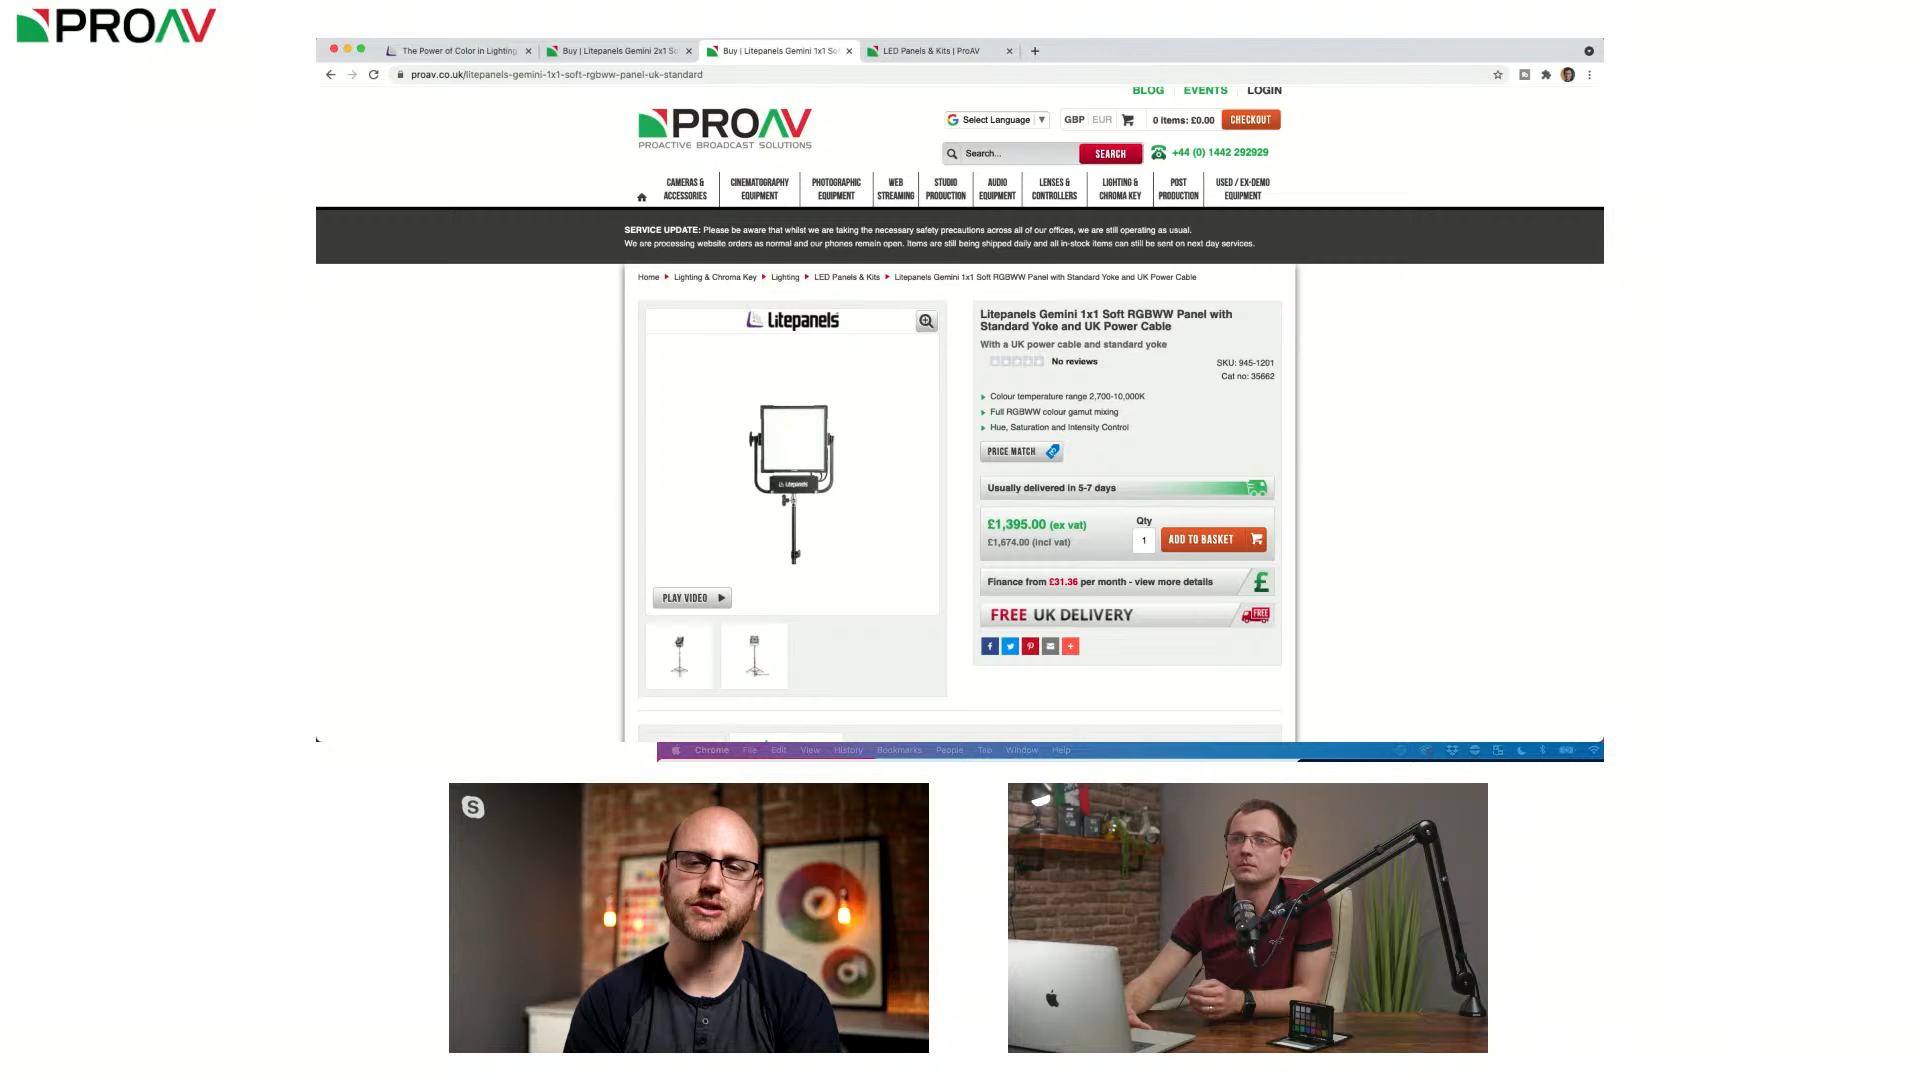 PROAV
The Power of Color in Lighting
Buy | Litepanels Gemini 2x1 So
Buy | Litepanels Gemini 1x1 So
LED Panels & Kits | ProAV
proav.co.uk/litepanels-gemini-1x1-soft-rgbww-panel-uk-standard
BLOG EVENTS LOGIN
PROAV
PROACTIVE BROADCAST SOLUTIONS
Select Language ▼
GBP EUR 0 items: £0.00 CHECKOUT
Search... SEARCH
+44 (0) 1442 292929
CAMERAS & ACCESSORIES
CINEMATOGRAPHY EQUIPMENT
PHOTOGRAPHIC EQUIPMENT
WEB STREAMING
STUDIO PRODUCTION
AUDIO EQUIPMENT
LENSES & CONTROLLERS
LIGHTING & CHROMA KEY
POST PRODUCTION
USED / EX-DEMO EQUIPMENT
SERVICE UPDATE: Please be aware that whilst we are taking the necessary safety precautions across all of our offices, we are still operating as usual.
We are processing website orders as normal and our phones remain open. Items are still being shipped daily and all in-stock items can still be sent on next day services.
Home Lighting & Chroma Key Lighting LED Panels & Kits Litepanels Gemini 1x1 Soft RGBWW Panel with Standard Yoke and UK Power Cable
Litepanels
Litepanels
PLAY VIDEO
Litepanels Gemini 1x1 Soft RGBWW Panel with
Standard Yoke and UK Power Cable
With a UK power cable and standard yoke
No reviews
SKU: 945-1201
Cat no: 35662
Colour temperature range 2,700-10,000K
Full RGBWW colour gamut mixing
Hue, Saturation and Intensity Control
PRICE MATCH
Usually delivered in 5-7 days
£1,395.00 (ex vat)
£1,674.00 (incl vat)
Qty
1
ADD TO BASKET
Finance from £31.36 per month - view more details £
FREE UK DELIVERY FREE
Chrome File Edit View History Bookmarks People Tab Window Help
S